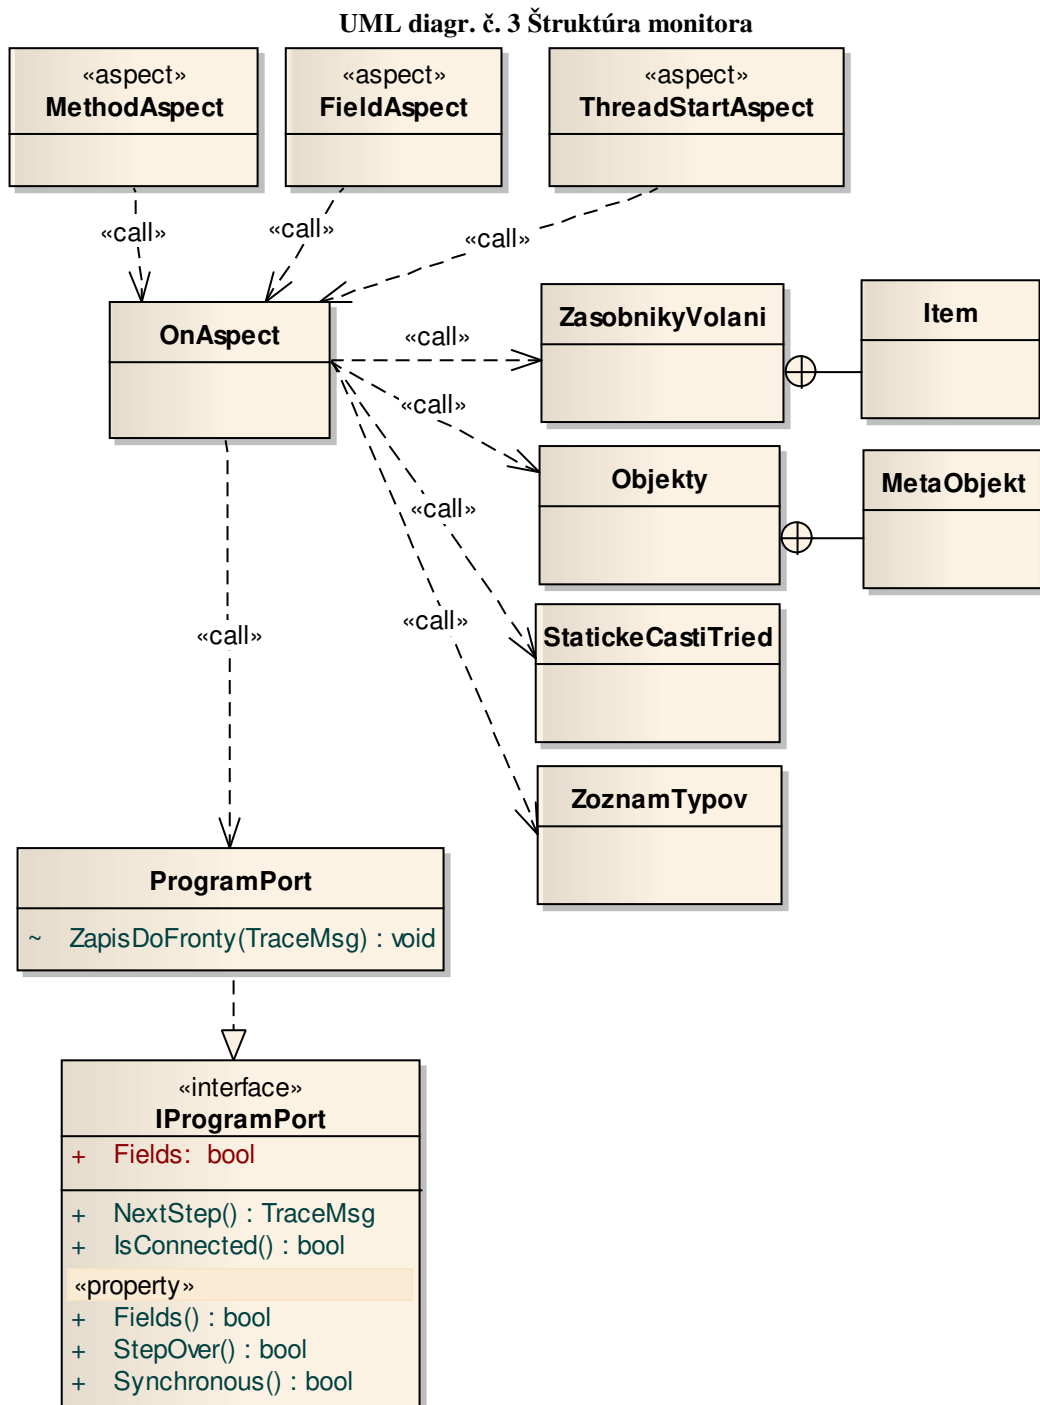 UML diagr. č. 3 Štruktúra monitora
«aspect»
MethodAspect
«aspect»
FieldAspect
«aspect»
ThreadStartAspect
«call»
«call»
«call»
OnAspect
«call»
ZasobnikyVolani
Item
«call»
Objekty
MetaObjekt
«call»
«call»
«call»
StatickeCastiTried
ZoznamTypov
ProgramPort
~ ZapisDoFronty(TraceMsg) : void
«interface»
IProgramPort
+ Fields: bool
+ NextStep() : TraceMsg
+ IsConnected() : bool
«property»
+ Fields() : bool
+ StepOver() : bool
+ Synchronous() : bool